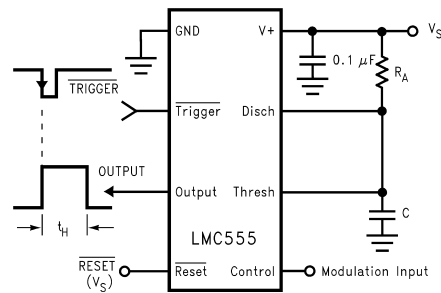 GND
V+
V_S
0.1 μF
R_A
TRIGGER
Trigger
Disch
OUTPUT
Output
Thresh
t_H
C
LMC555
RESET
(V_S)
Reset
Control
Modulation Input